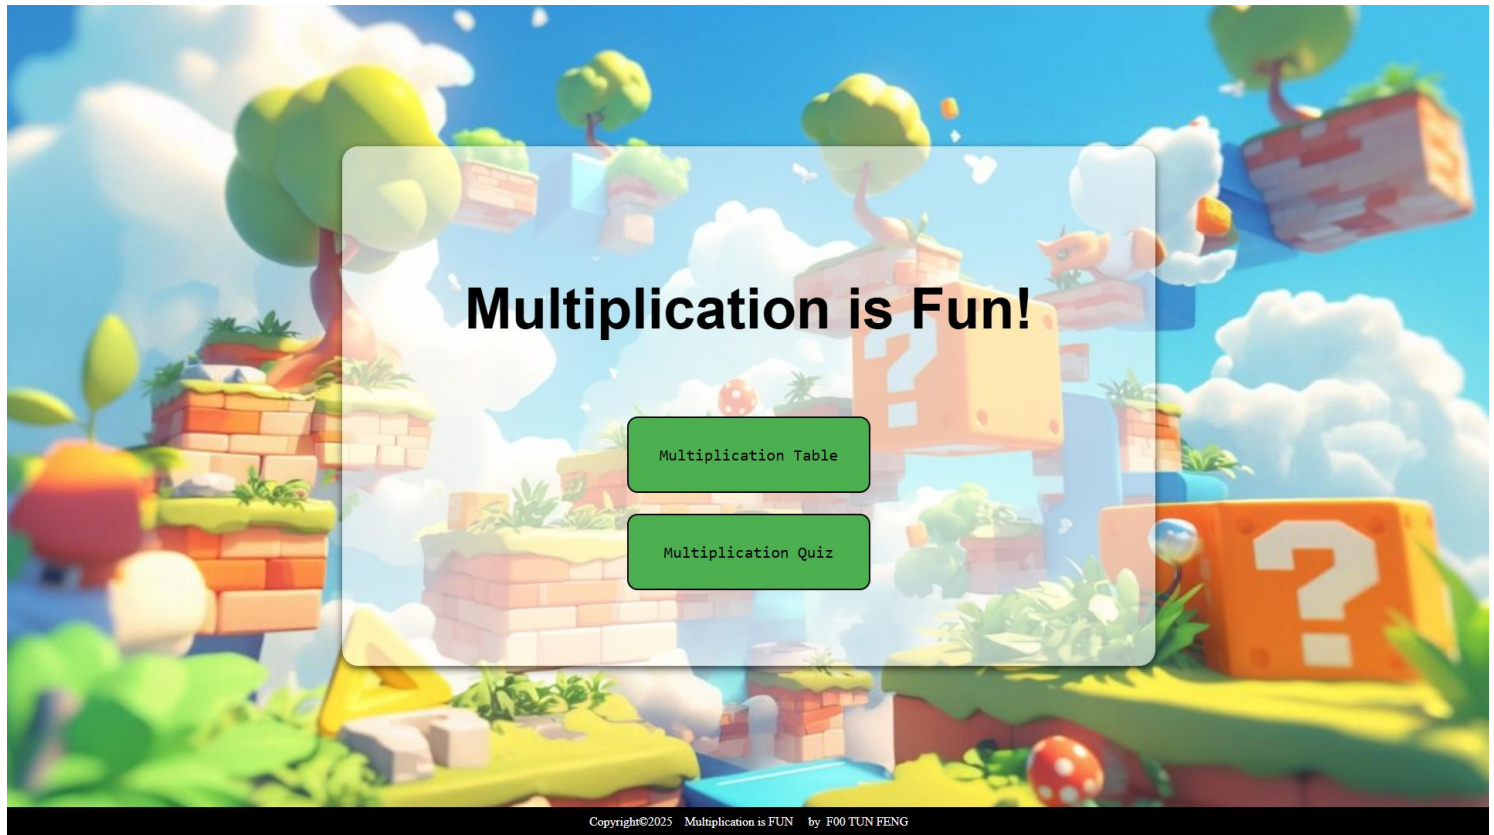 Multiplication is Fun!
?
Multiplication Table
Multiplication Quiz
?
Copyright©2025 Multiplication is FUN by F00 TUN FENG